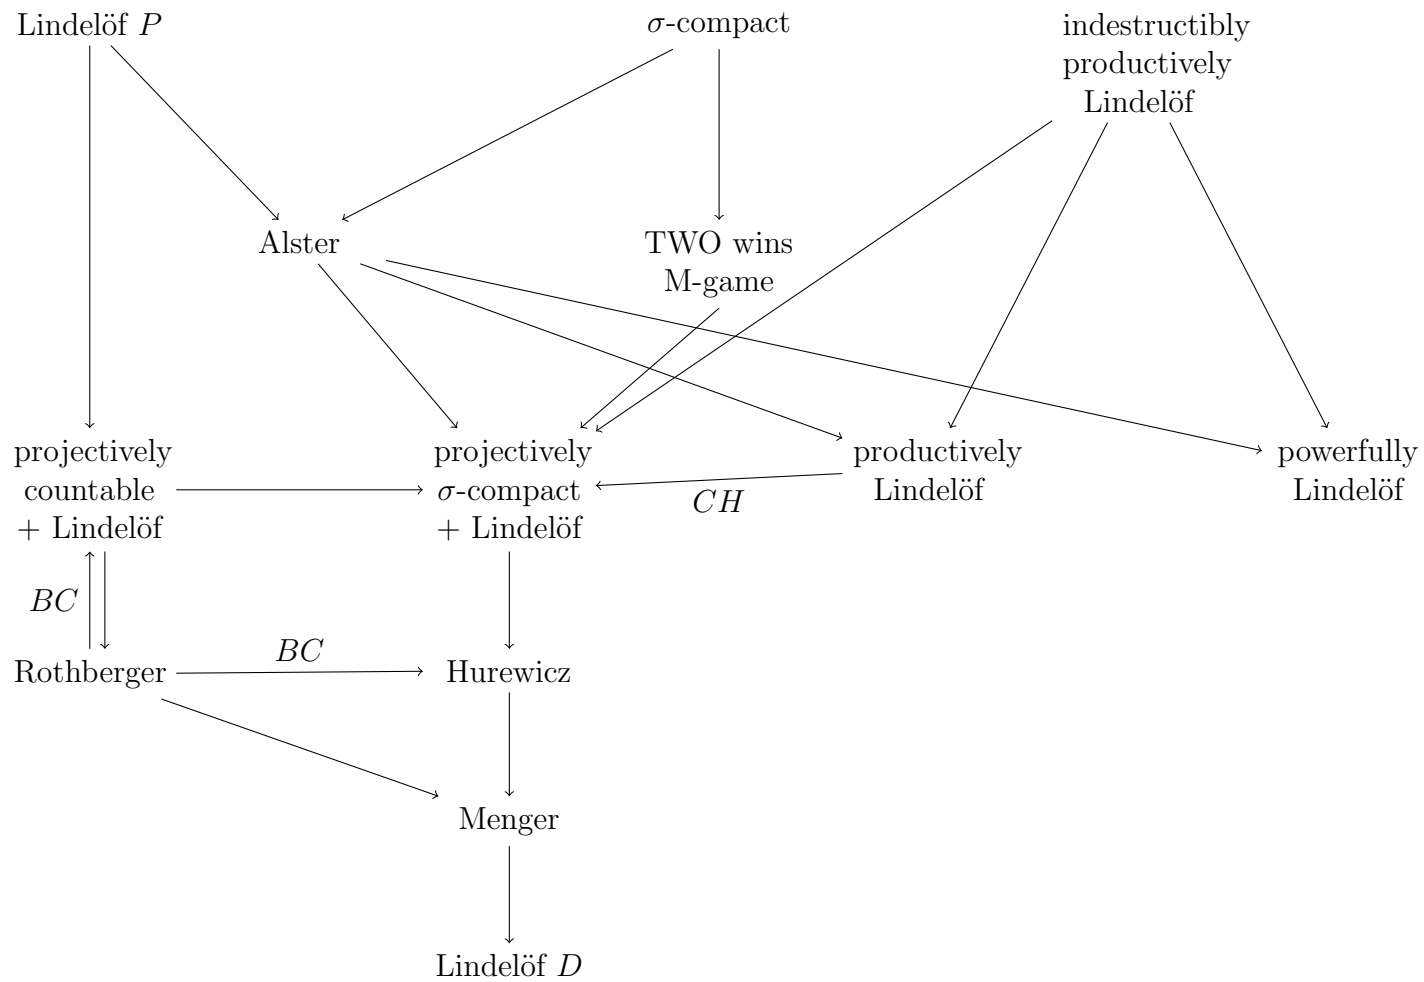 Lindelöf P
σ-compact
indestructibly
productively
Lindelöf
Alster
TWO wins
M-game
projectively
countable
+ Lindelöf
projectively
σ-compact
+ Lindelöf
productively
Lindelöf
powerfully
Lindelöf
CH
BC
BC
Rothberger
Hurewicz
Menger
Lindelöf D